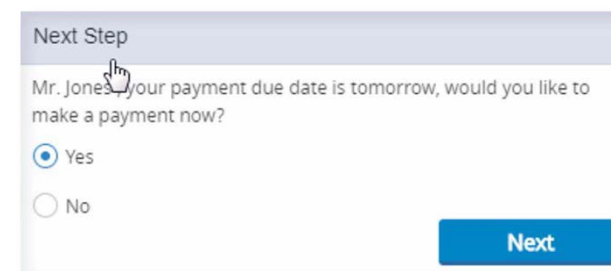 Next Step
Mr. Jones, your payment due date is tomorrow, would you like to
make a payment now?
Yes
No
Next